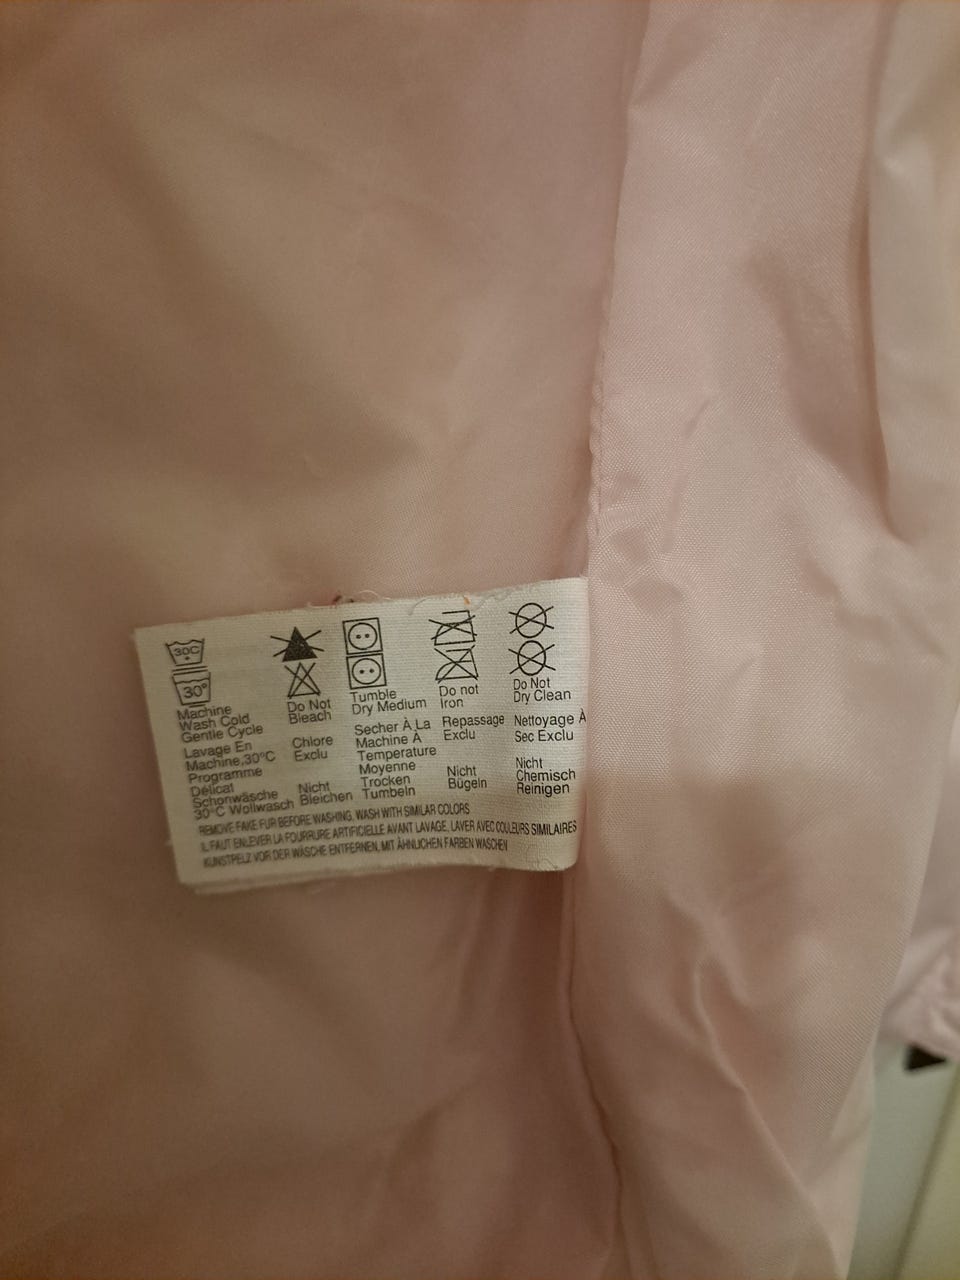 30C
30°
Machine
Wash Cold
Gentle Cycle
Lavage En
Machine,30°C
Programme
Délicat
Schonwäsche
30°C Wollwasch
Do Not
Bleach
Chlore
Exclu
Nicht
Bleichen
Tumble
Dry Medium
Secher À La
Machine À
Temperature
Moyenne
Trocken
Tumbeln
Do not
Iron
Repassage
Exclu
Nicht
Bügeln
Do Not
Dry Clean
Nettoyage À
Sec Exclu
Nicht
Chemisch
Reinigen
REMOVE FAKE FUR BEFORE WASHING, WASH WITH SIMILAR COLORS
IL FAUT ENLEVER LA FOURRURE ARTIFICIELLE AVANT LAVAGE, LAVER AVEC COULEURS SIMILAIRES
KUNSTPELZ VOR DER WÄSCHE ENTFERNEN, MIT ÄHNLICHEN FARBEN WASCHEN